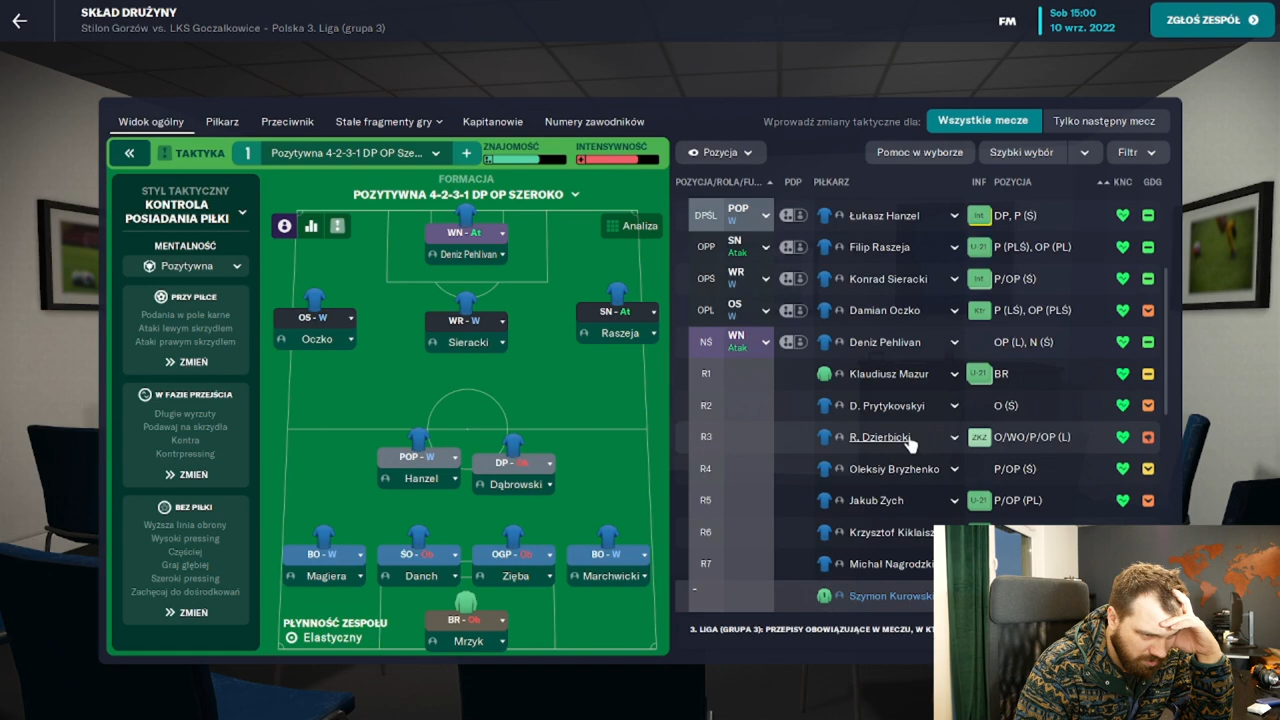 SKŁAD DRUŻYNY
Stilon Gorzów vs. LKS Goczałkowice - Polska 3. Liga (grupa 3)
FM
Sob 15:00
10 wrz. 2022
ZGŁOŚ ZESPÓŁ
Widok ogólny Piłkarz Przeciwnik Stałe fragmenty gry Kapitanowie Numery zawodników
Wprowadź zmiany taktyczne dla: Wszystkie mecze Tylko następny mecz
TAKTYKA 1 Pozytywna 4-2-3-1 DP OP Sze...
ZNAJOMOŚĆ INTENSYWNOŚĆ
Pozycja Pomoc w wyborze Szybki wybór Filtr
STYL TAKTYCZNY
KONTROLA
POSIADANIA PIŁKI
MENTALNOŚĆ
Pozytywna
PRZY PIŁCE
Podania w pole karne
Ataki lewym skrzydłem
Ataki prawym skrzydłem
ZMIEŃ
W FAZIE PRZEJŚCIA
Długie wyrzuty
Podawaj na skrzydła
Kontra
Kontrpressing
ZMIEŃ
BEZ PIŁKI
Wyższa linia obrony
Wysoki pressing
Częściej
Graj głębiej
Szeroki pressing
Zachęcaj do dośrodkowań
ZMIEŃ
FORMACJA
POZYTYWNA 4-2-3-1 DP OP SZEROKO
Analiza
WN - At
Deniz Pehlivan
OS - W
Oczko
WR - W
Sieracki
SN - At
Raszeja
POP - W
Hanzel
DP - Ob
Dąbrowski
BO - W
Magiera
ŚO - Ob
Danch
OGP - Ob
Zięba
BO - W
Marchwicki
BR - Ob
Mrzyk
PŁYNNOŚĆ ZESPOŁU
Elastyczny
POZYCJA/ROLA/FU... PDP PIŁKARZ INF POZYCJA KNC GDG
DPŚL POP W Łukasz Hanzel Int DP, P (Ś)
OPP SN Atak Filip Raszeja U-21 P (PLŚ), OP (PL)
OPŚ WR W Konrad Sieracki Int P/OP (Ś)
OPL OS W Damian Oczko Ktr P (LŚ), OP (PLŚ)
NŚ WN Atak Deniz Pehlivan OP (L), N (Ś)
R1 Klaudiusz Mazur U-21 BR
R2 D. Prytykovskyi O (Ś)
R3 R. Dzierbicki ZKZ O/WO/P/OP (L)
R4 Oleksiy Bryzhenko P/OP (Ś)
R5 Jakub Zych U-21 P/OP (PL)
R6 Krzysztof Kiklaisz
R7 Michał Nagrodzki
- Szymon Kurowski
3. LIGA (GRUPA 3): PRZEPISY OBOWIĄZUJĄCE W MECZU, W KT